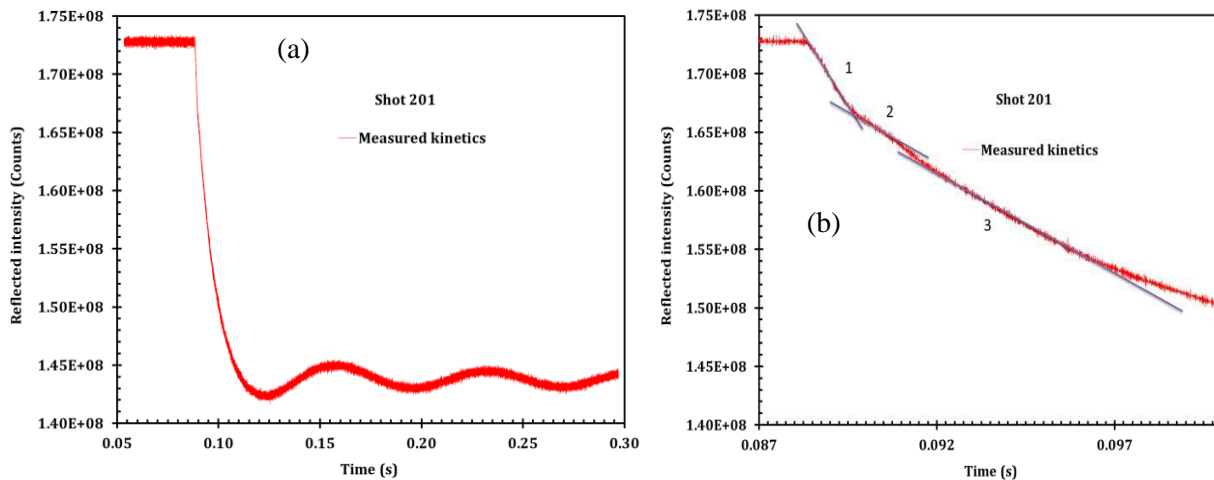 (a)
Shot 201
Measured kinetics
Reflected intensity (Counts)
1.75E+08
1.70E+08
1.65E+08
1.60E+08
1.55E+08
1.50E+08
1.45E+08
1.40E+08
0.05
0.10
0.15
0.20
0.25
0.30
Time (s)
(b)
Shot 201
Measured kinetics
1
2
3
Reflected intensity (Counts)
1.75E+08
1.70E+08
1.65E+08
1.60E+08
1.55E+08
1.50E+08
1.45E+08
1.40E+08
0.087
0.092
0.097
Time (s)